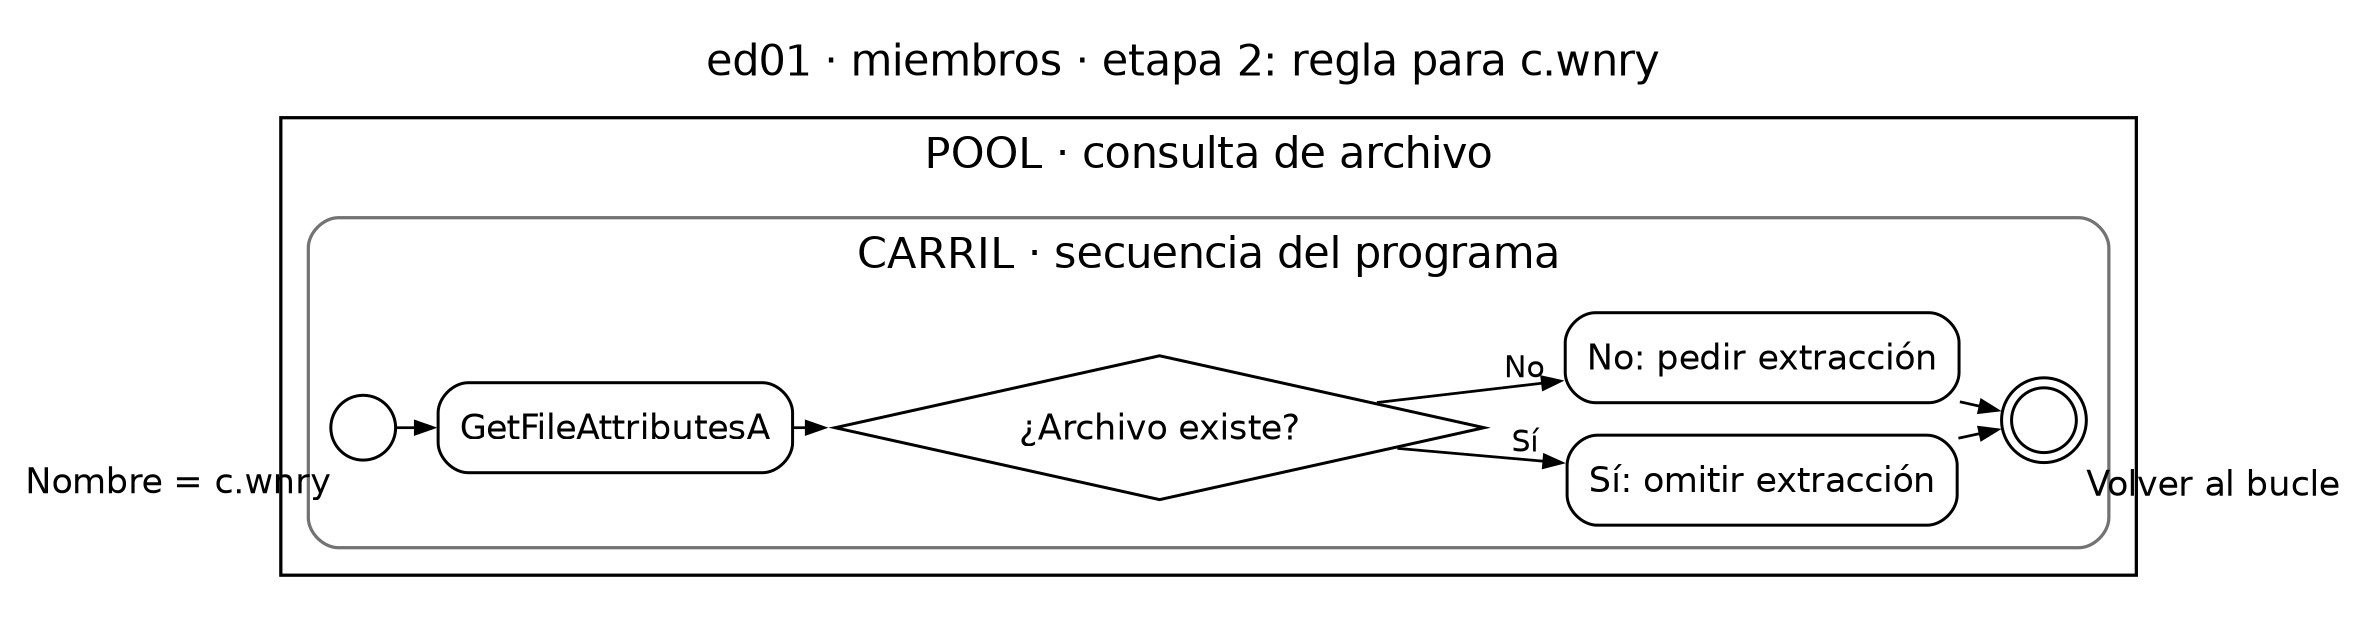 ed01 · miembros · etapa 2: regla para c.wnry
POOL · consulta de archivo
CARRIL · secuencia del programa
Nombre = c.wnry
GetFileAttributesA
¿Archivo existe?
No
No: pedir extracción
Sí
Sí: omitir extracción
Volver al bucle